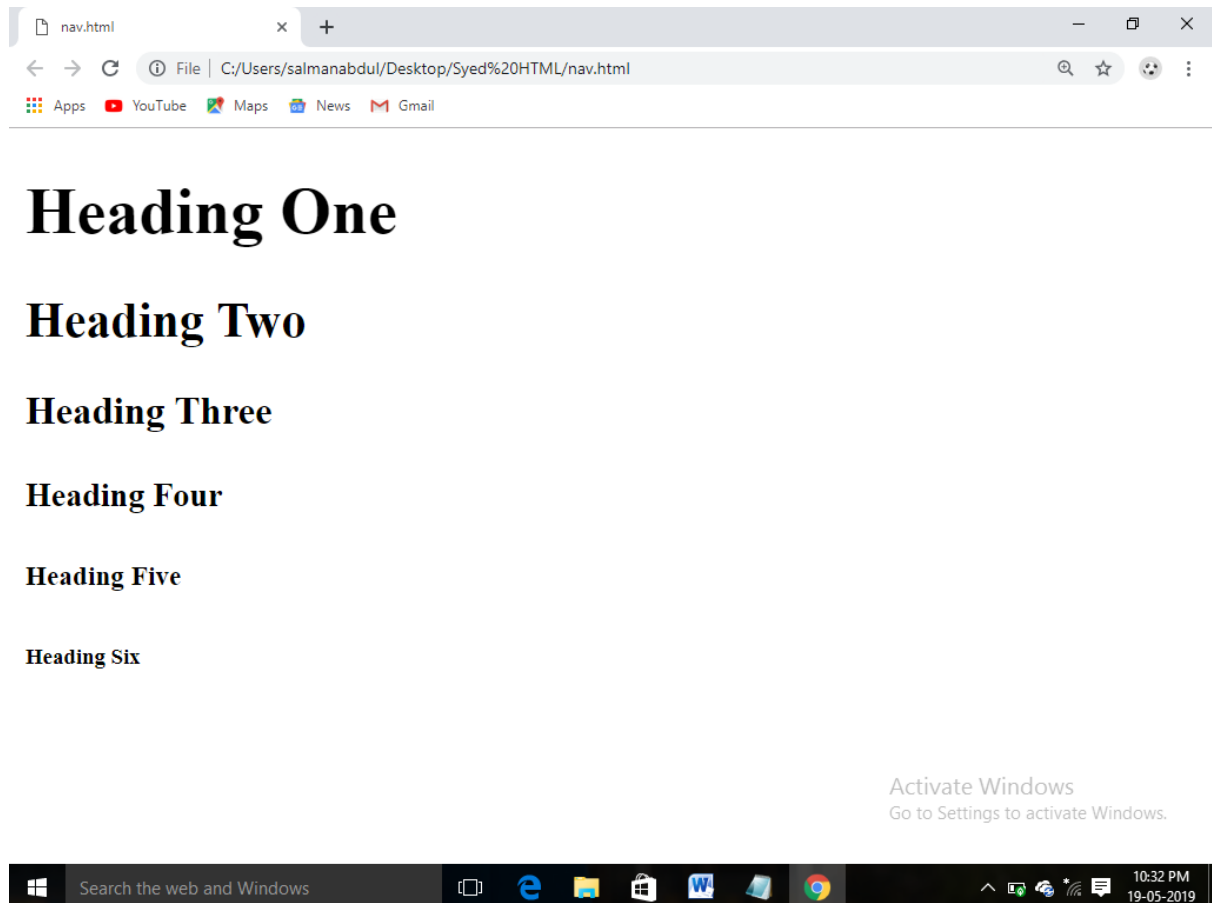 nav.html
File | C:/Users/salmanabdul/Desktop/Syed%20HTML/nav.html
Apps YouTube Maps News Gmail
Heading One
Heading Two
Heading Three
Heading Four
Heading Five
Heading Six
Activate Windows
Go to Settings to activate Windows.
Search the web and Windows
10:32 PM
19-05-2019